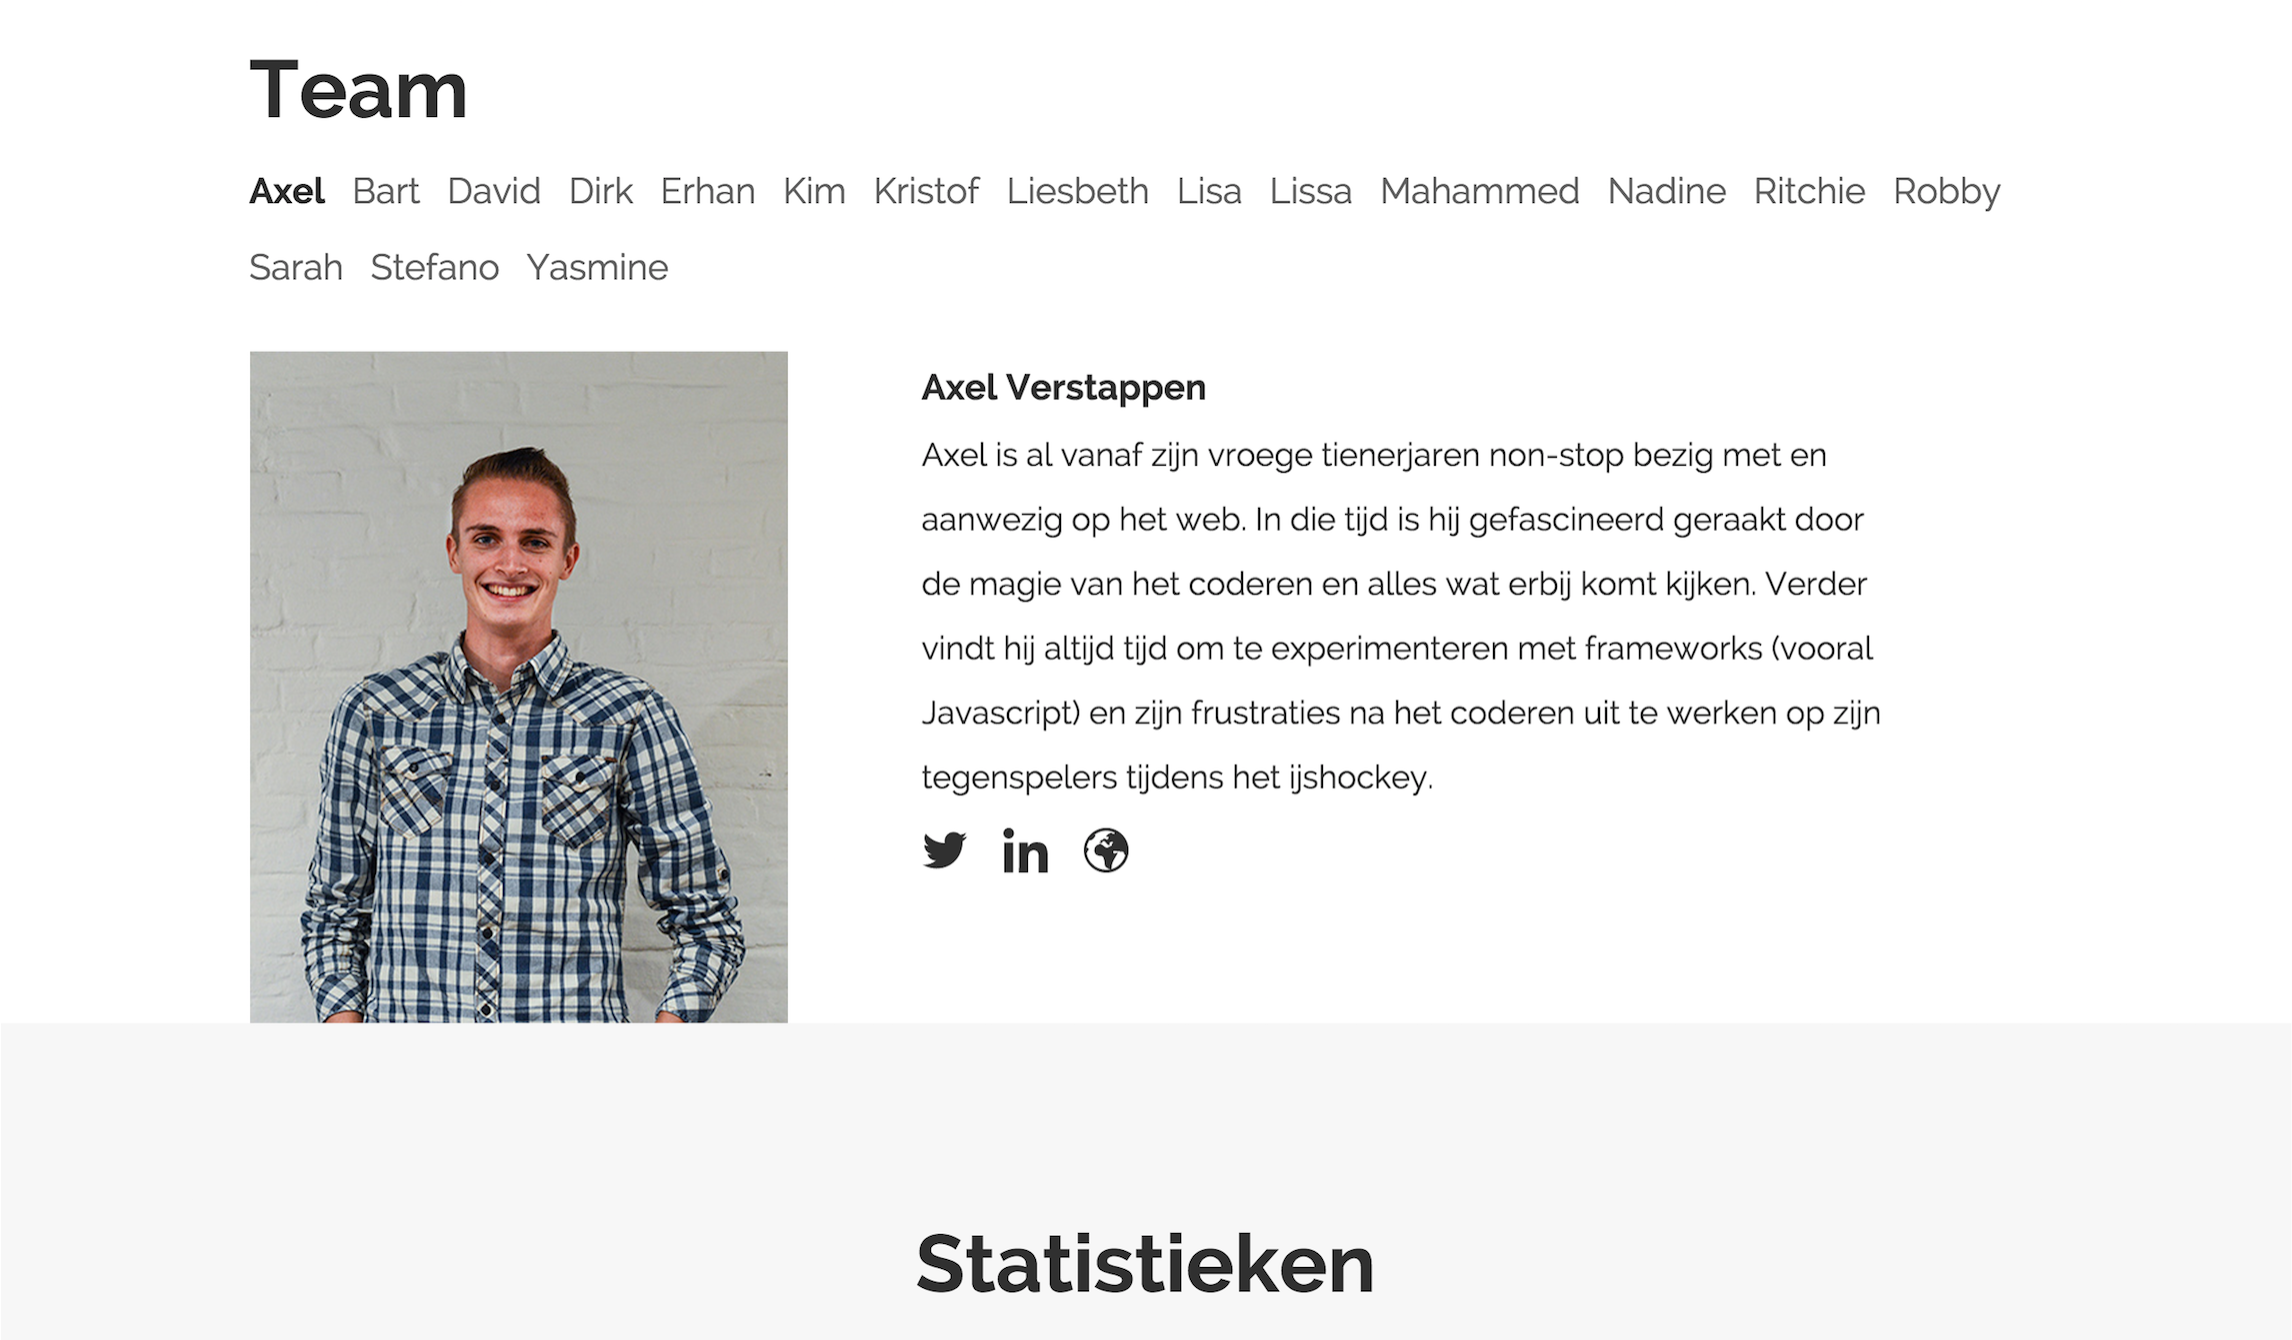 Team
Axel Bart David Dirk Erhan Kim Kristof Liesbeth Lisa Lissa Mahammed Nadine Ritchie Robby
Sarah Stefano Yasmine
Axel Verstappen
Axel is al vanaf zijn vroege tienerjaren non-stop bezig met en
aanwezig op het web. In die tijd is hij gefascineerd geraakt door
de magie van het coderen en alles wat erbij komt kijken. Verder
vindt hij altijd tijd om te experimenteren met frameworks (vooral
Javascript) en zijn frustraties na het coderen uit te werken op zijn
tegenspelers tijdens het ijshockey.
Statistieken